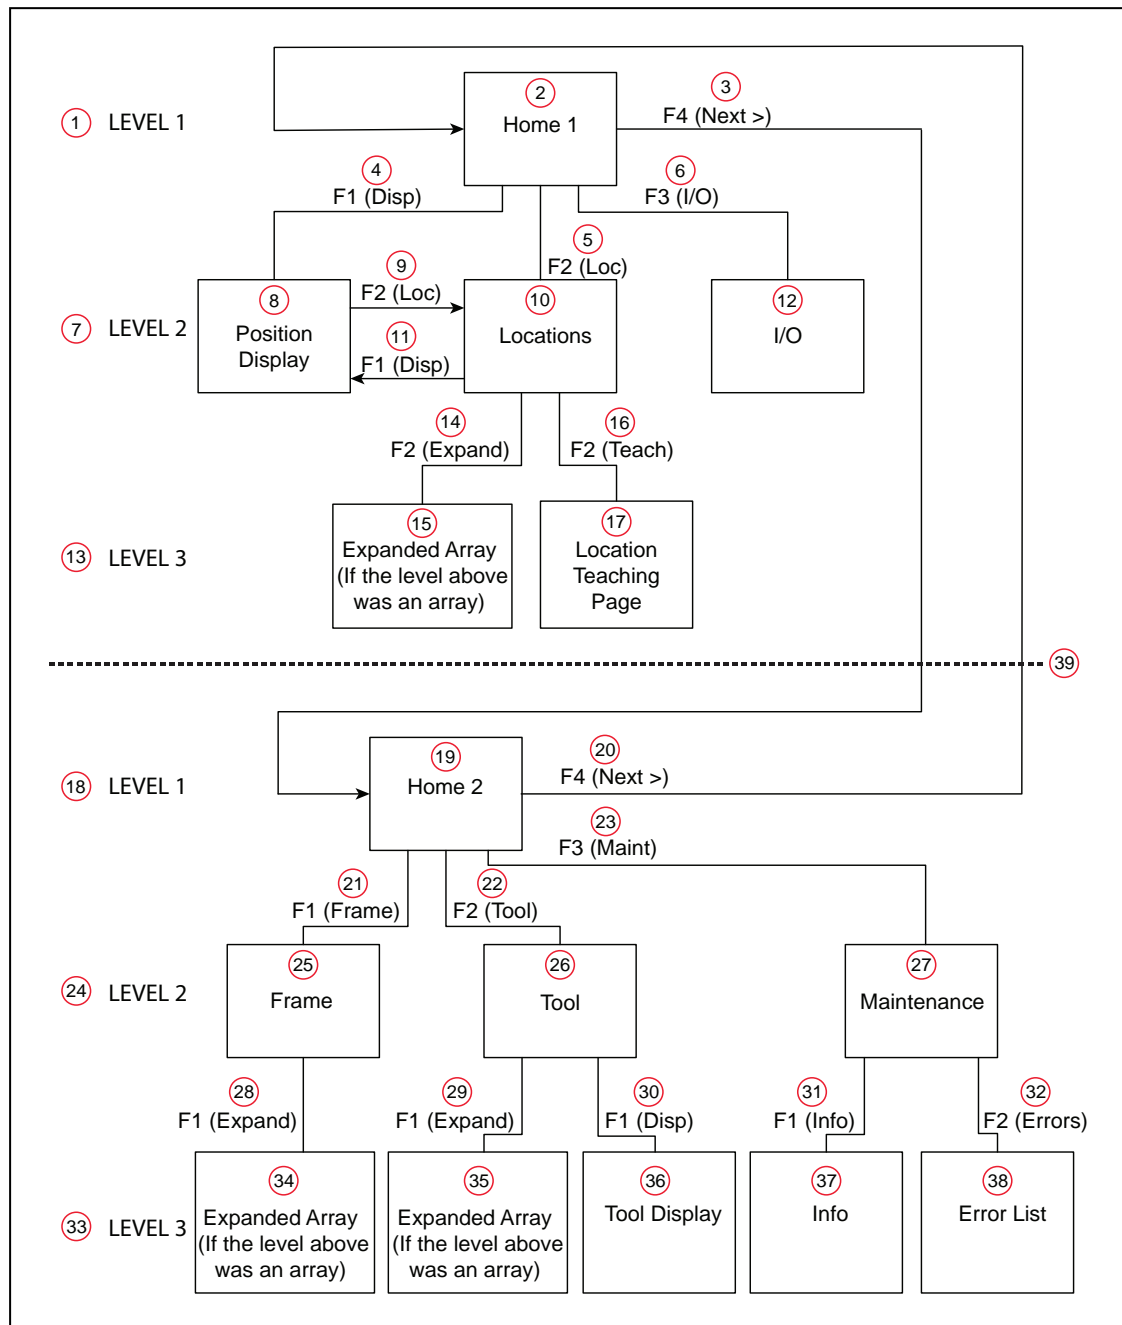 1 LEVEL 1
2
Home 1
3
F4 (Next >)
4
F1 (Disp)
5
F2 (Loc)
6
F3 (I/O)
7 LEVEL 2
8
Position
Display
9
F2 (Loc)
10
Locations
11
F1 (Disp)
12
I/O
13 LEVEL 3
14
F2 (Expand)
15
Expanded Array
(If the level above
was an array)
16
F2 (Teach)
17
Location
Teaching
Page
39
18 LEVEL 1
19
Home 2
20
F4 (Next >)
21
F1 (Frame)
22
F2 (Tool)
23
F3 (Maint)
24 LEVEL 2
25
Frame
26
Tool
27
Maintenance
28
F1 (Expand)
29
F1 (Expand)
30
F1 (Disp)
31
F1 (Info)
32
F2 (Errors)
33 LEVEL 3
34
Expanded Array
(If the level above
was an array)
35
Expanded Array
(If the level above
was an array)
36
Tool Display
37
Info
38
Error List